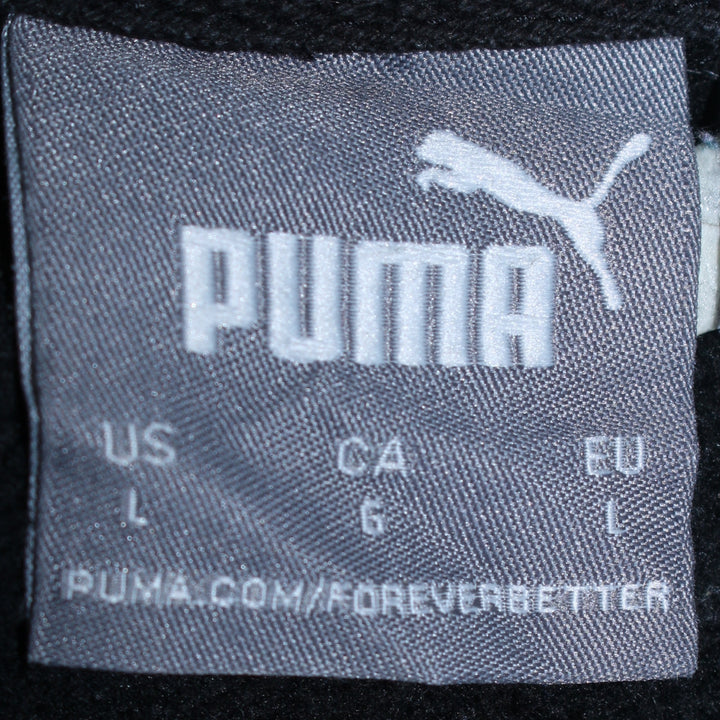 PUMA
US CA EU
L G L
PUMA.COM/FOREVERBETTER